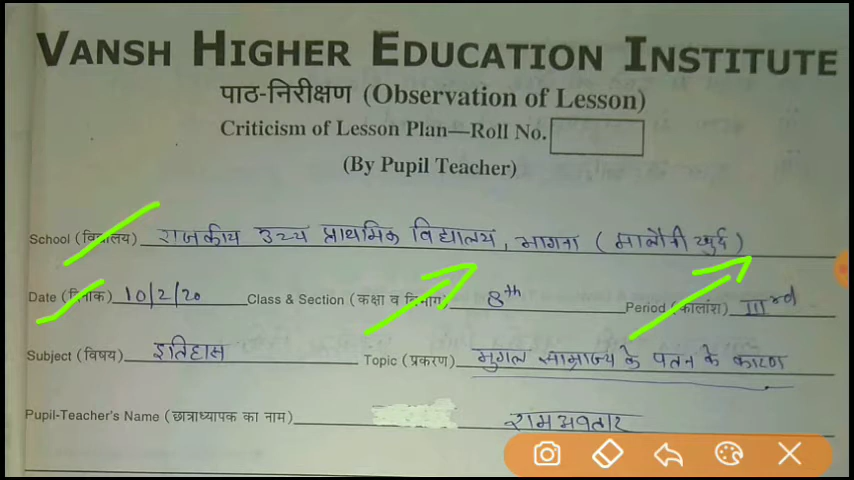 VANSH HIGHER EDUCATION INSTITUTE
पाठ-निरीक्षण (Observation of Lesson)
Criticism of Lesson Plan—Roll No.
(By Pupil Teacher)
School (विद्यालय) राजकीय उच्य प्राथमिक विद्यालय, भागना (मालोनी खुर्द)
Date (दिनांक) 10/2/20 Class & Section (कक्षा व विभाग) 8th Period (कालांश) IIIrd
Subject (विषय) इतिहास Topic (प्रकरण) मुगल साम्राज्य के पतन के कारण
Pupil-Teacher's Name (छात्राध्यापक का नाम) रामअवतार